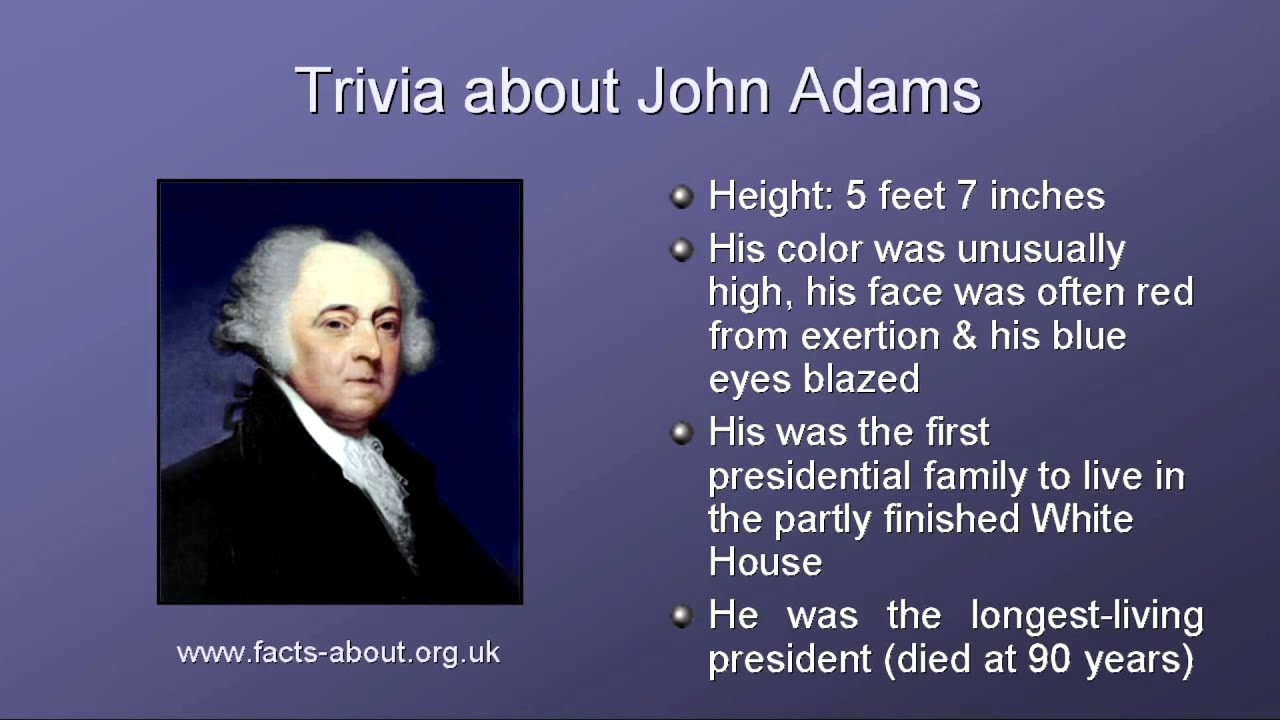 Trivia about John Adams
Height: 5 feet 7 inches
His color was unusually
high, his face was often red
from exertion & his blue
eyes blazed
His was the first
presidential family to live in
the partly finished White
House
He was the longest-living
president (died at 90 years)
www.facts-about.org.uk